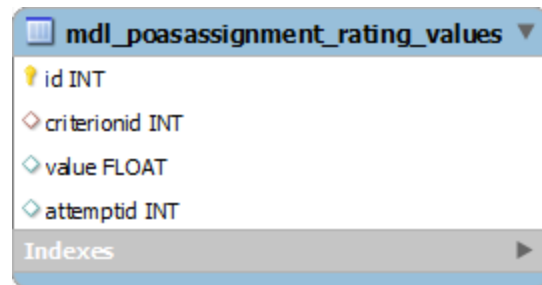 mdl_poasassignment_rating_values
id INT
criterionid INT
value FLOAT
attemptid INT
Indexes